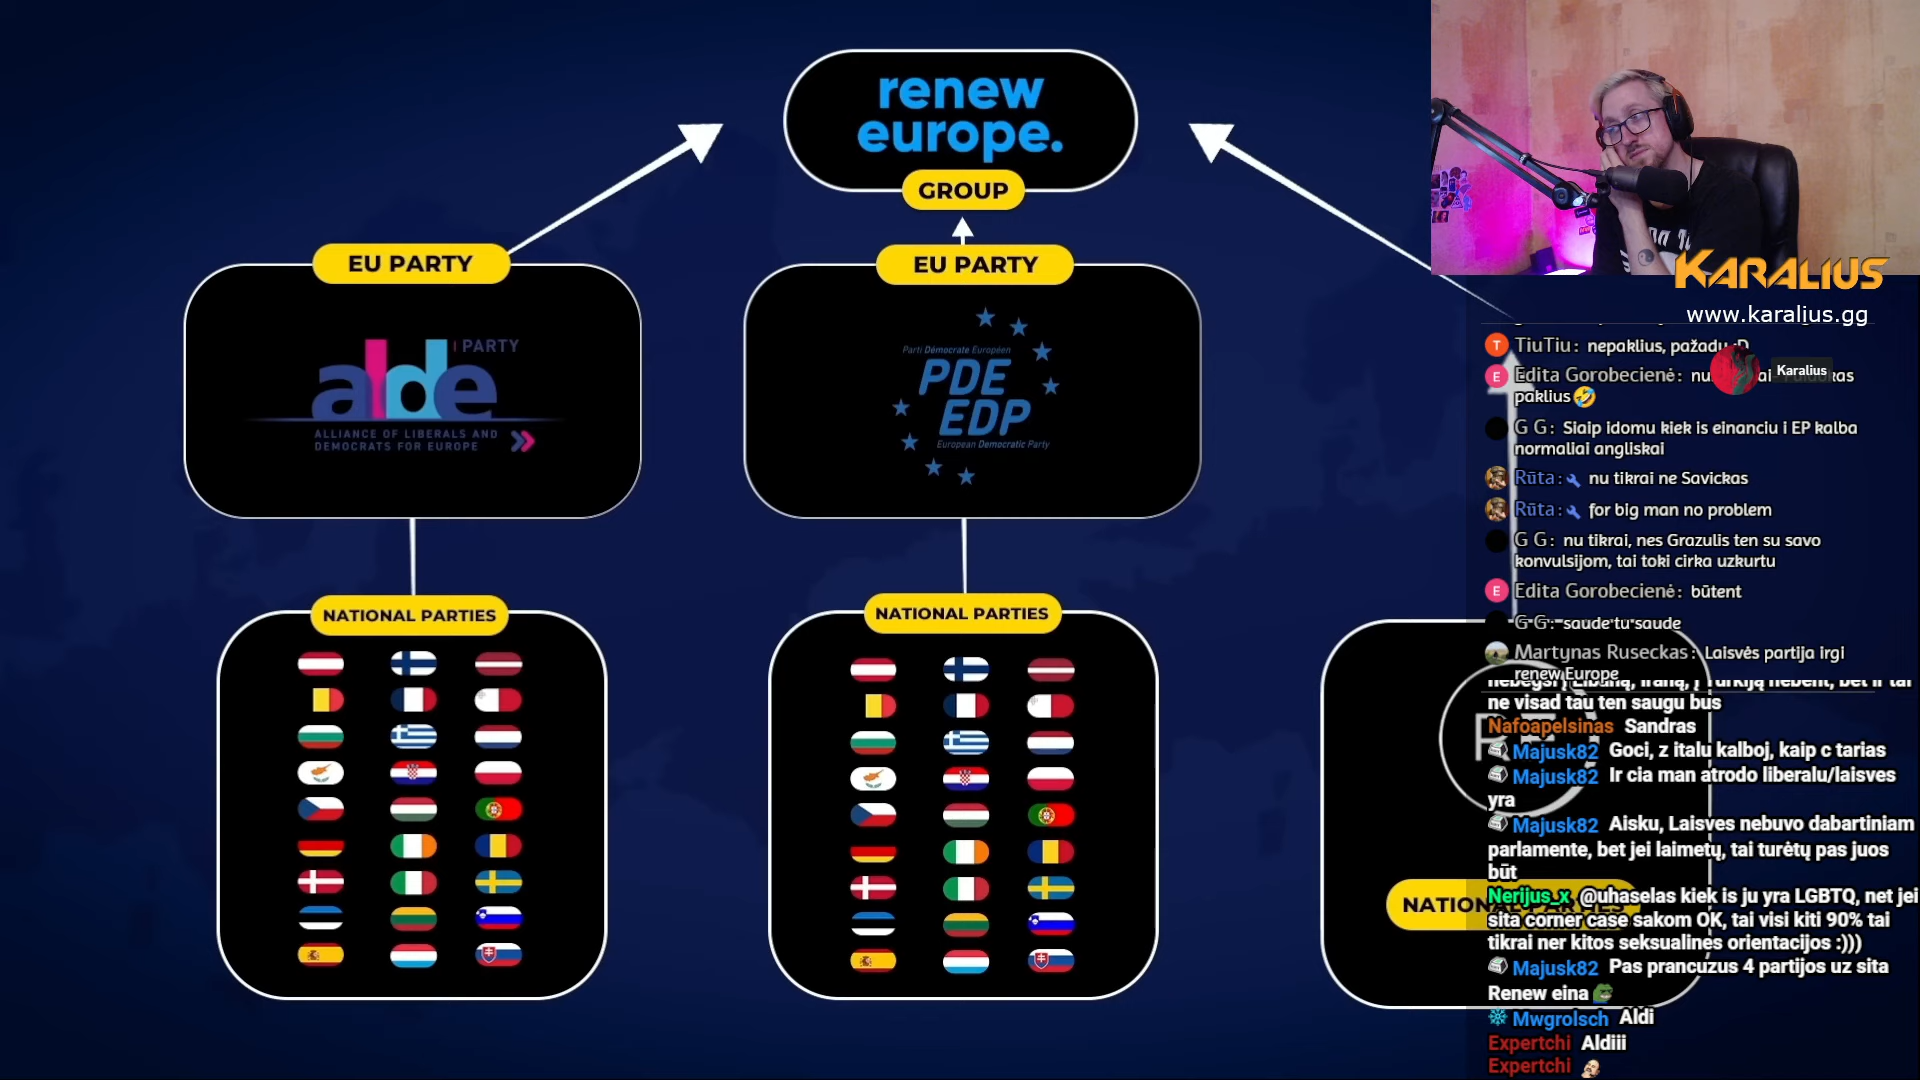 renew
europe.
GROUP
EU PARTY
EU PARTY
alde
PARTY
ALLIANCE OF LIBERALS AND
DEMOCRATS FOR EUROPE
Parti Démocrate Européen
PDE
EDP
European Democratic Party
NATIONAL PARTIES
NATIONAL PARTIES
KARALIUS
www.karalius.gg
T TiuTiu: nepaklius, pažadu :D
Karalius
E Edita Gorobecienė: nu
paklius
G G: Siaip idomu kiek is einanciu i EP kalba
normaliai angliskai
Rūta: nu tikrai ne Savickas
Rūta: for big man no problem
G G: nu tikrai, nes Grazulis ten su savo
konvulsijom, tai toki cirka uzkurtu
E Edita Gorobecienė: būtent
G G: saude tu saude
Martynas Ruseckas: Laisvės partija irgi
renew Europe
ne visad tau ten saugu bus
Nafoapelsinas Sandras
Majusk82 Goci, z italu kalboj, kaip c tarias
Majusk82 Ir cia man atrodo liberalu/laisves
yra
Majusk82 Aisku, Laisves nebuvo dabartiniam
parlamente, bet jei laimetų, tai turėtų pas juos
būt
Nerijus_x @uhaselas kiek is ju yra LGBTQ, net jei
sita corner case sakom OK, tai visi kiti 90% tai
tikrai ner kitos seksualinės orientacijos :)))
Majusk82 Pas prancuzus 4 partijos uz sita
Renew eina
Mwgrolsch Aldi
Expertchi Aldiii
Expertchi